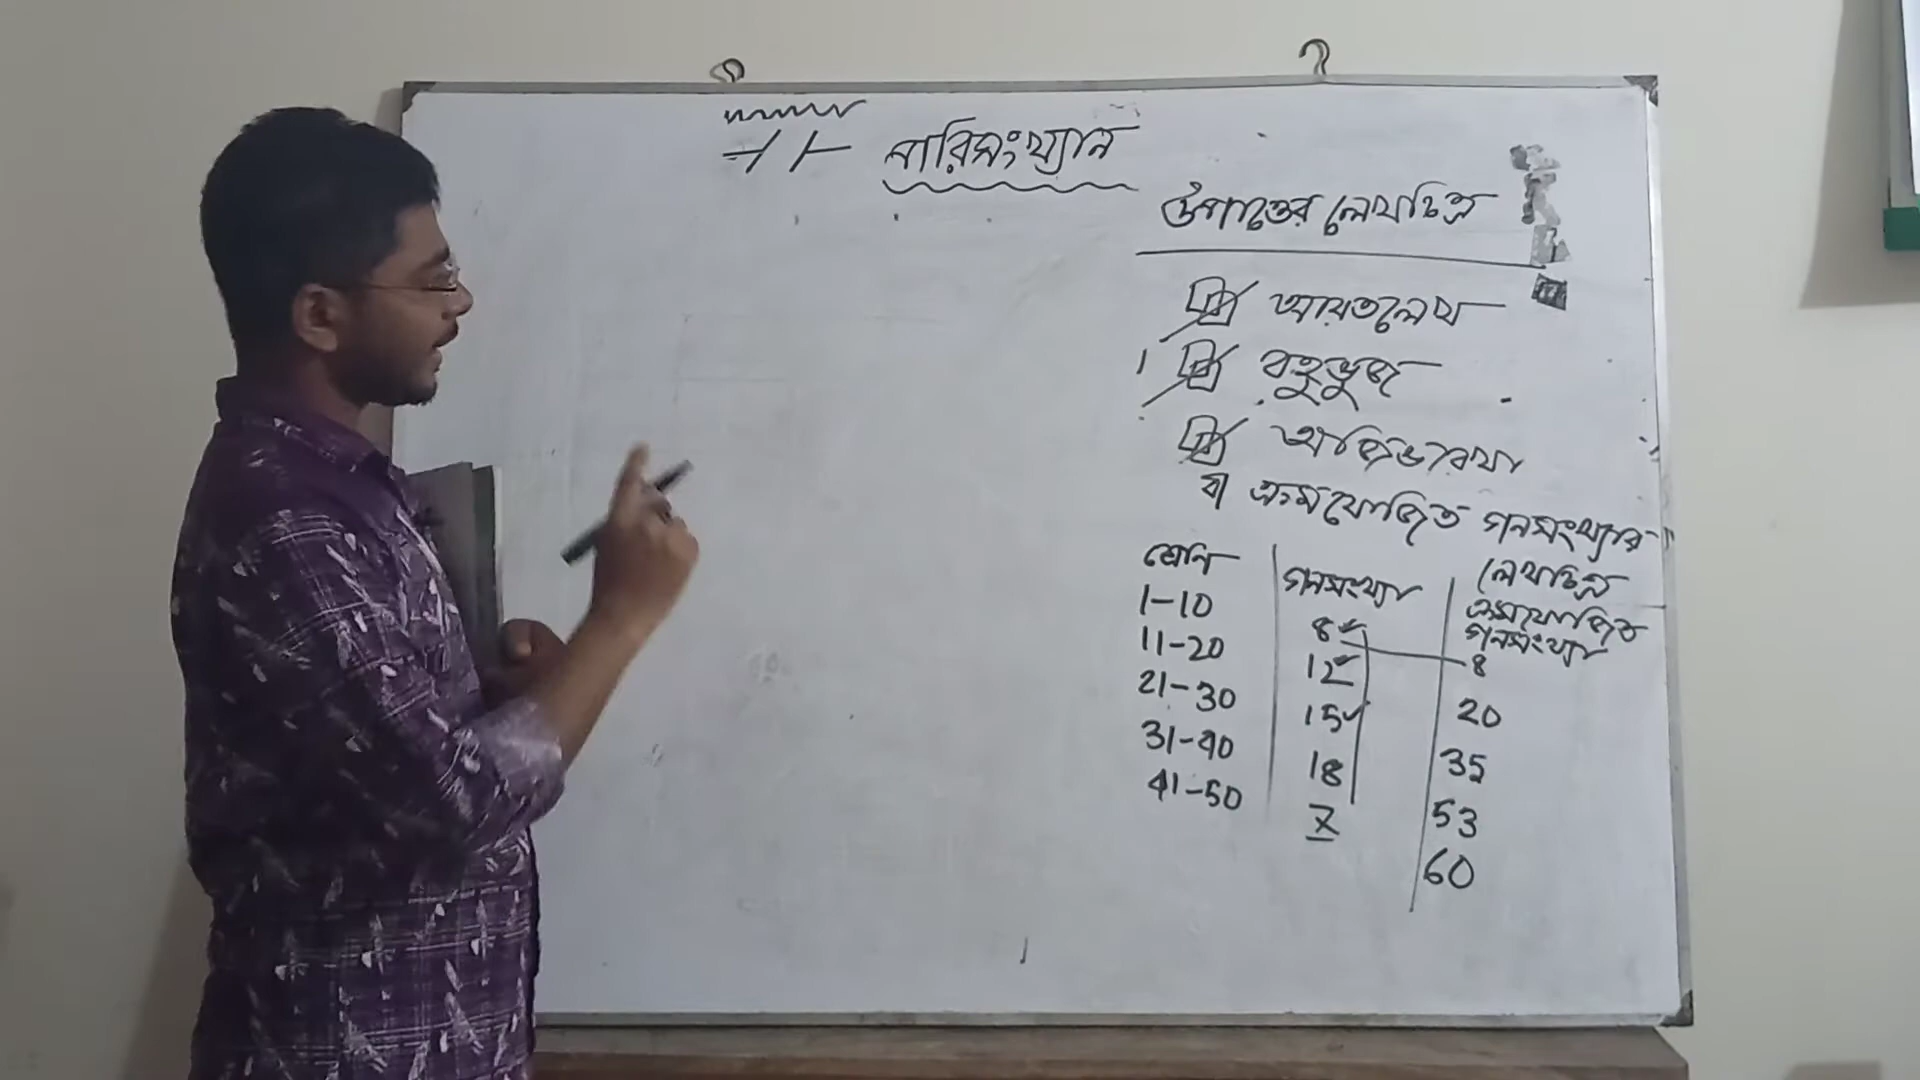 পরিসংখ্যান
উপাত্তের লেখচিত্র
আয়তলেখ
বহুভুজ
অজিভরেখা
বা ক্রমযোজিত গনসংখ্যার
লেখচিত্র
শ্রেনি গনসংখ্যা ক্রমযোজিত গনসংখ্যা
1-10 8 8
11-20 12 20
21-30 15 35
31-40 18 53
41-50 7 60